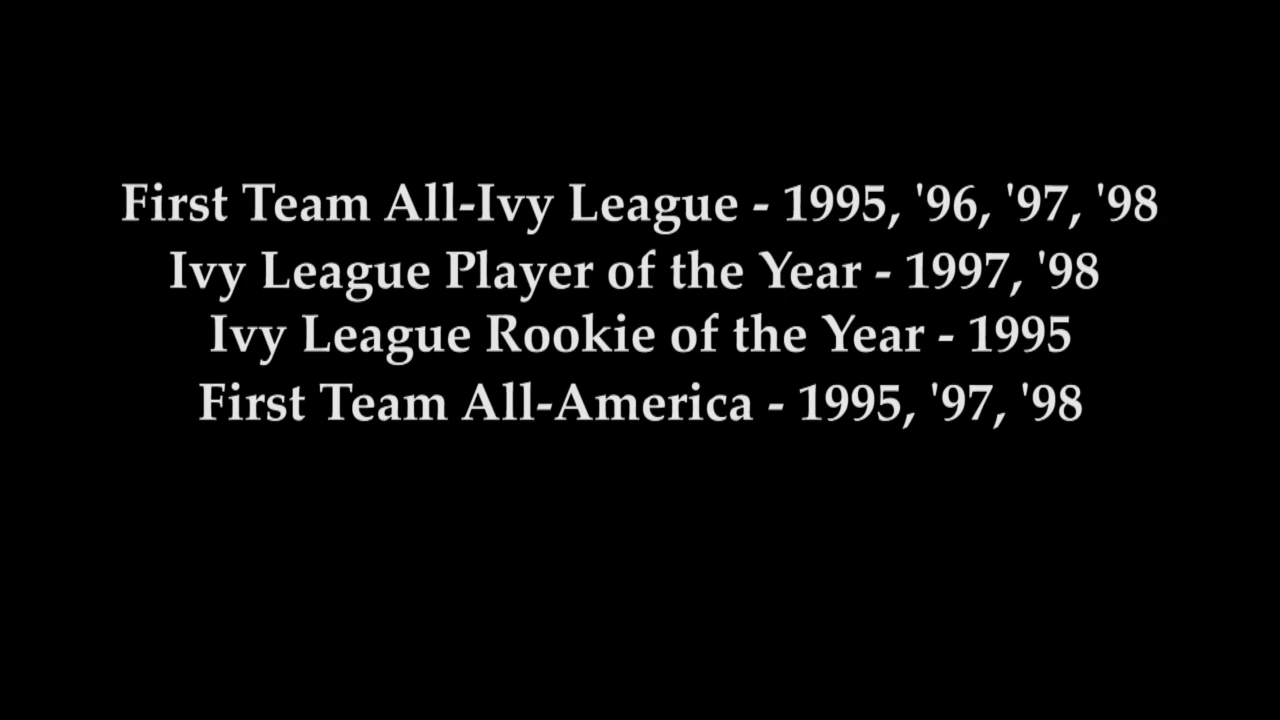 First Team All-Ivy League - 1995, '96, '97, '98
Ivy League Player of the Year - 1997, '98
Ivy League Rookie of the Year - 1995
First Team All-America - 1995, '97, '98